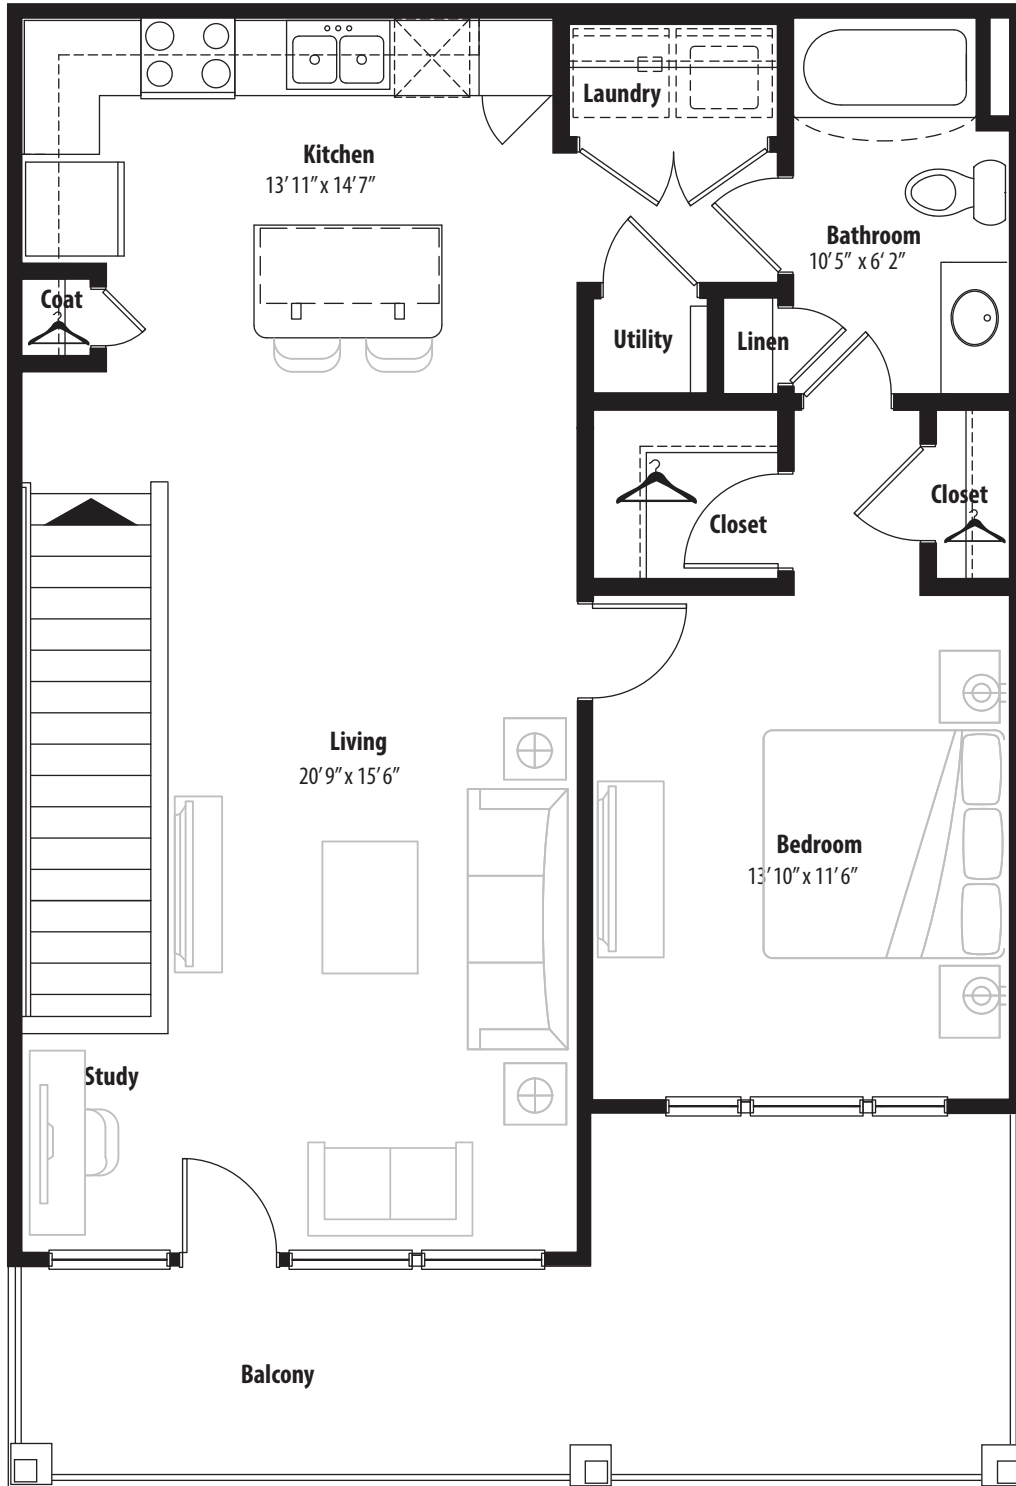 Laundry
Kitchen
13' 11" x 14'7"
Bathroom
10' 5" x 6' 2"
Coat
Utility
Linen
Closet
Closet
Living
20' 9" x 15' 6"
Bedroom
13' 10" x 11' 6"
Study
Balcony